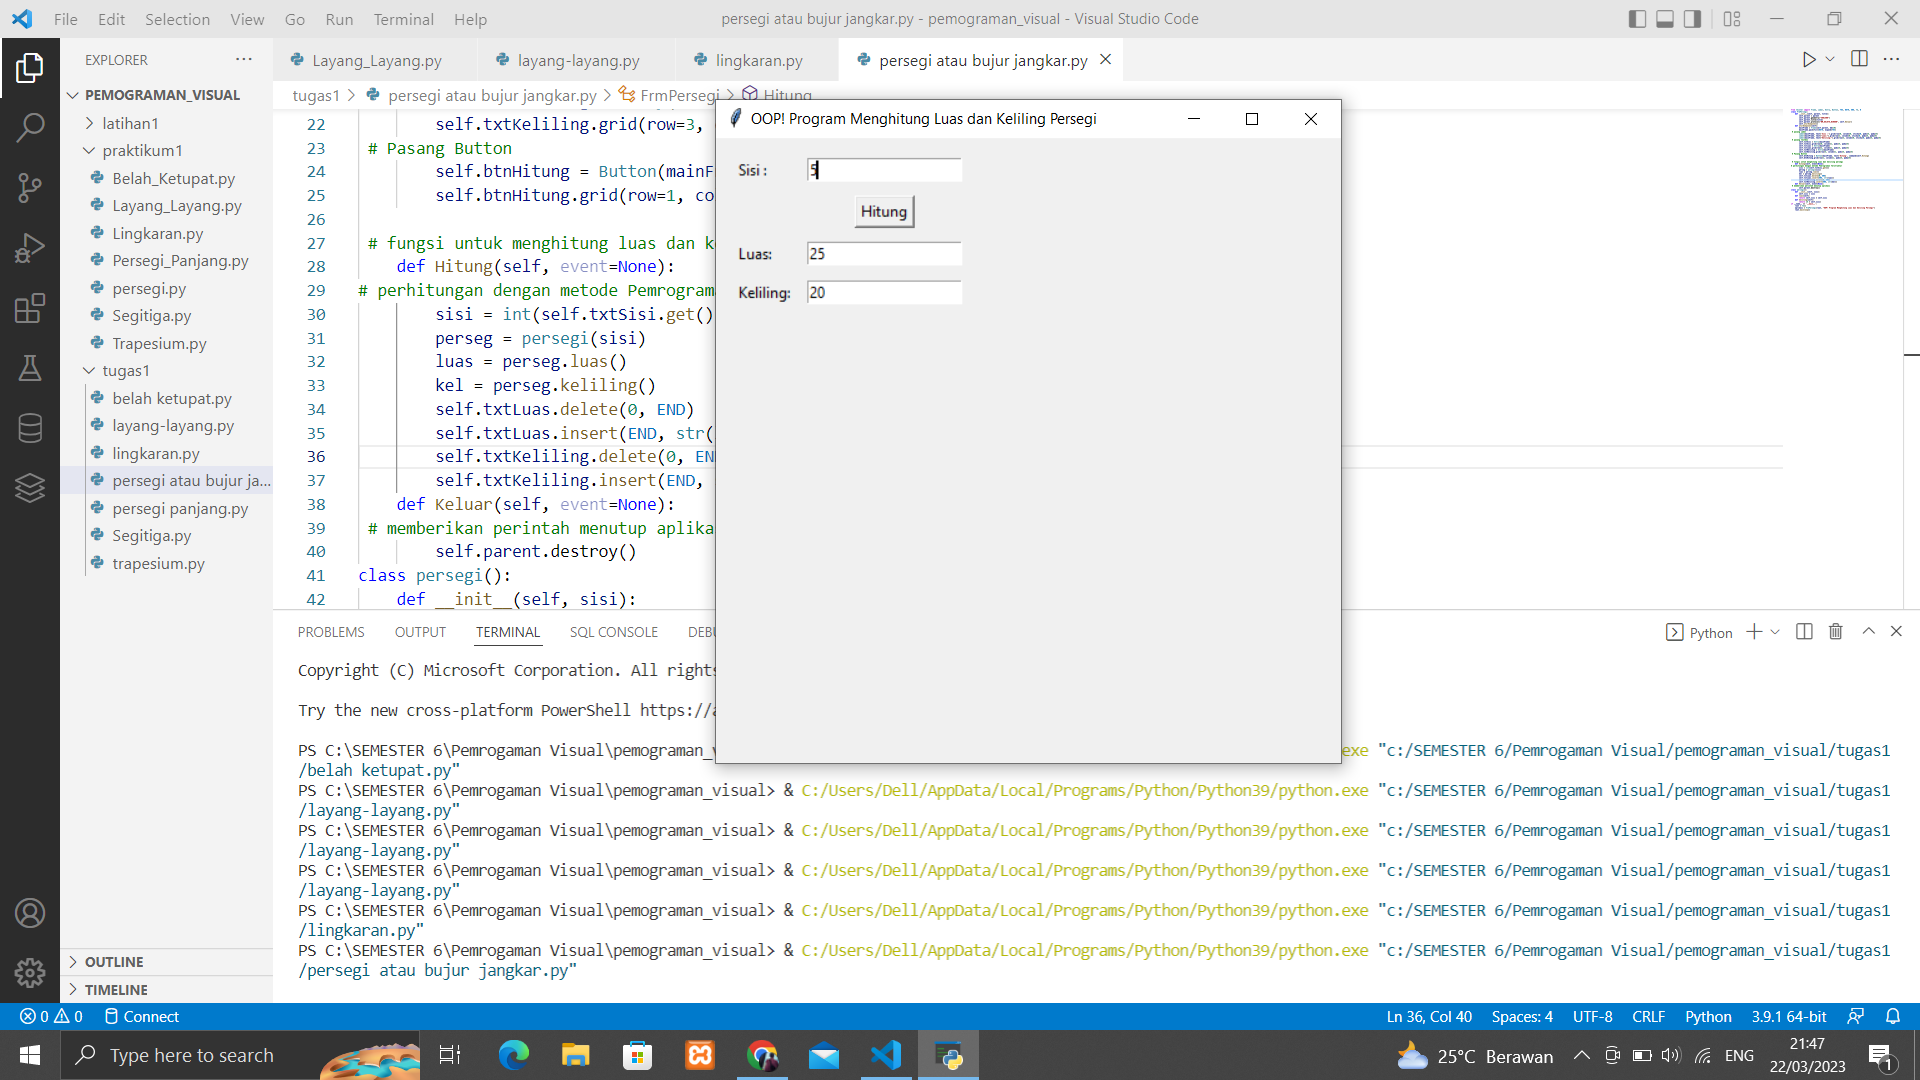 File Edit Selection View Go Run Terminal Help
persegi atau bujur jangkar.py - pemograman_visual - Visual Studio Code
EXPLORER
Layang_Layang.py
layang-layang.py
lingkaran.py
persegi atau bujur jangkar.py
tugas1 > persegi atau bujur jangkar.py > FrmPersegi > Hitung
PEMOGRAMAN_VISUAL
latihan1
praktikum1
Belah_Ketupat.py
Layang_Layang.py
Lingkaran.py
Persegi_Panjang.py
persegi.py
Segitiga.py
Trapesium.py
tugas1
belah ketupat.py
layang-layang.py
lingkaran.py
persegi atau bujur ja...
persegi panjang.py
Segitiga.py
trapesium.py
OUTLINE
TIMELINE
22 self.txtKeliling.grid(row=3,
23 # Pasang Button
24 self.btnHitung = Button(mainF
25 self.btnHitung.grid(row=1, co
26
27 # fungsi untuk menghitung luas dan k
28 def Hitung(self, event=None):
29 # perhitungan dengan metode Pemrogram
30 sisi = int(self.txtSisi.get()
31 perseg = persegi(sisi)
32 luas = perseg.luas()
33 kel = perseg.keliling()
34 self.txtLuas.delete(0, END)
35 self.txtLuas.insert(END, str(
36 self.txtKeliling.delete(0, EN
37 self.txtKeliling.insert(END,
38 def Keluar(self, event=None):
39 # memberikan perintah menutup aplika
40 self.parent.destroy()
41 class persegi():
42 def __init__(self, sisi):
OOP! Program Menghitung Luas dan Keliling Persegi
Sisi : 5
Hitung
Luas: 25
Keliling: 20
PROBLEMS OUTPUT TERMINAL SQL CONSOLE DEBU
Python
Copyright (C) Microsoft Corporation. All rights
Try the new cross-platform PowerShell https://a
PS C:\SEMESTER 6\Pemrogaman Visual\pemograman_v exe "c:/SEMESTER 6/Pemrogaman Visual/pemograman_visual/tugas1
/belah ketupat.py"
PS C:\SEMESTER 6\Pemrogaman Visual\pemograman_visual> & C:/Users/Dell/AppData/Local/Programs/Python/Python39/python.exe "c:/SEMESTER 6/Pemrogaman Visual/pemograman_visual/tugas1
/layang-layang.py"
PS C:\SEMESTER 6\Pemrogaman Visual\pemograman_visual> & C:/Users/Dell/AppData/Local/Programs/Python/Python39/python.exe "c:/SEMESTER 6/Pemrogaman Visual/pemograman_visual/tugas1
/layang-layang.py"
PS C:\SEMESTER 6\Pemrogaman Visual\pemograman_visual> & C:/Users/Dell/AppData/Local/Programs/Python/Python39/python.exe "c:/SEMESTER 6/Pemrogaman Visual/pemograman_visual/tugas1
/layang-layang.py"
PS C:\SEMESTER 6\Pemrogaman Visual\pemograman_visual> & C:/Users/Dell/AppData/Local/Programs/Python/Python39/python.exe "c:/SEMESTER 6/Pemrogaman Visual/pemograman_visual/tugas1
/lingkaran.py"
PS C:\SEMESTER 6\Pemrogaman Visual\pemograman_visual> & C:/Users/Dell/AppData/Local/Programs/Python/Python39/python.exe "c:/SEMESTER 6/Pemrogaman Visual/pemograman_visual/tugas1
/persegi atau bujur jangkar.py"
0 0 Connect
Ln 36, Col 40 Spaces: 4 UTF-8 CRLF Python 3.9.1 64-bit
Type here to search
25°C Berawan
ENG
21:47
22/03/2023
1